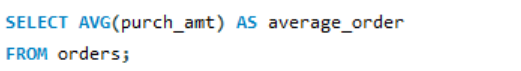 SELECT AVG(purch_amt) AS average_order
FROM orders;